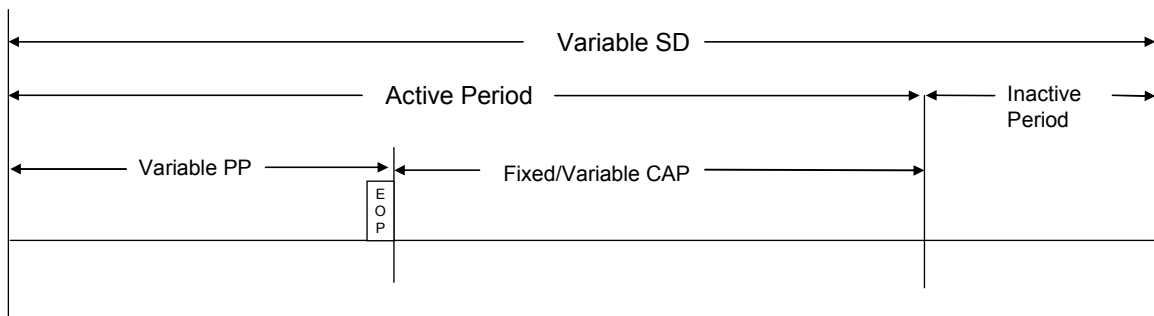 Variable SD
Active Period
Inactive
Period
Variable PP
Fixed/Variable CAP
E
O
P